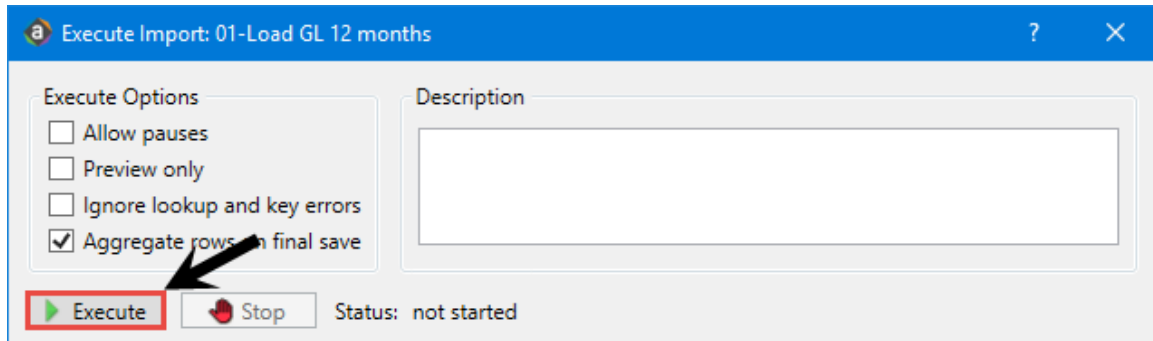 Execute Import: 01-Load GL 12 months
Execute Options
Allow pauses
Preview only
Ignore lookup and key errors
Aggregate rows on final save
Description
Execute
Stop
Status: not started